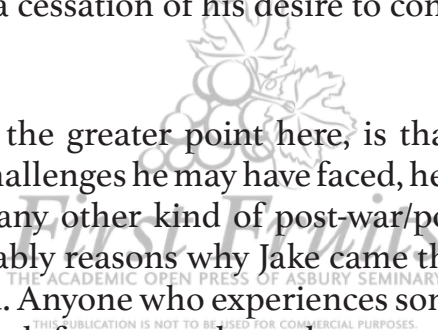 a cessation of his desire to con
the greater point here, is tha
hallenges he may have faced, he
any other kind of post-war/po
First Fruits
ably reasons why Jake came th
THE ACADEMIC OPEN PRESS OF ASBURY SEMINARY
. Anyone who experiences son
THIS PUBLICATION IS NOT TO BE USED FOR COMMERCIAL PURPOSES.